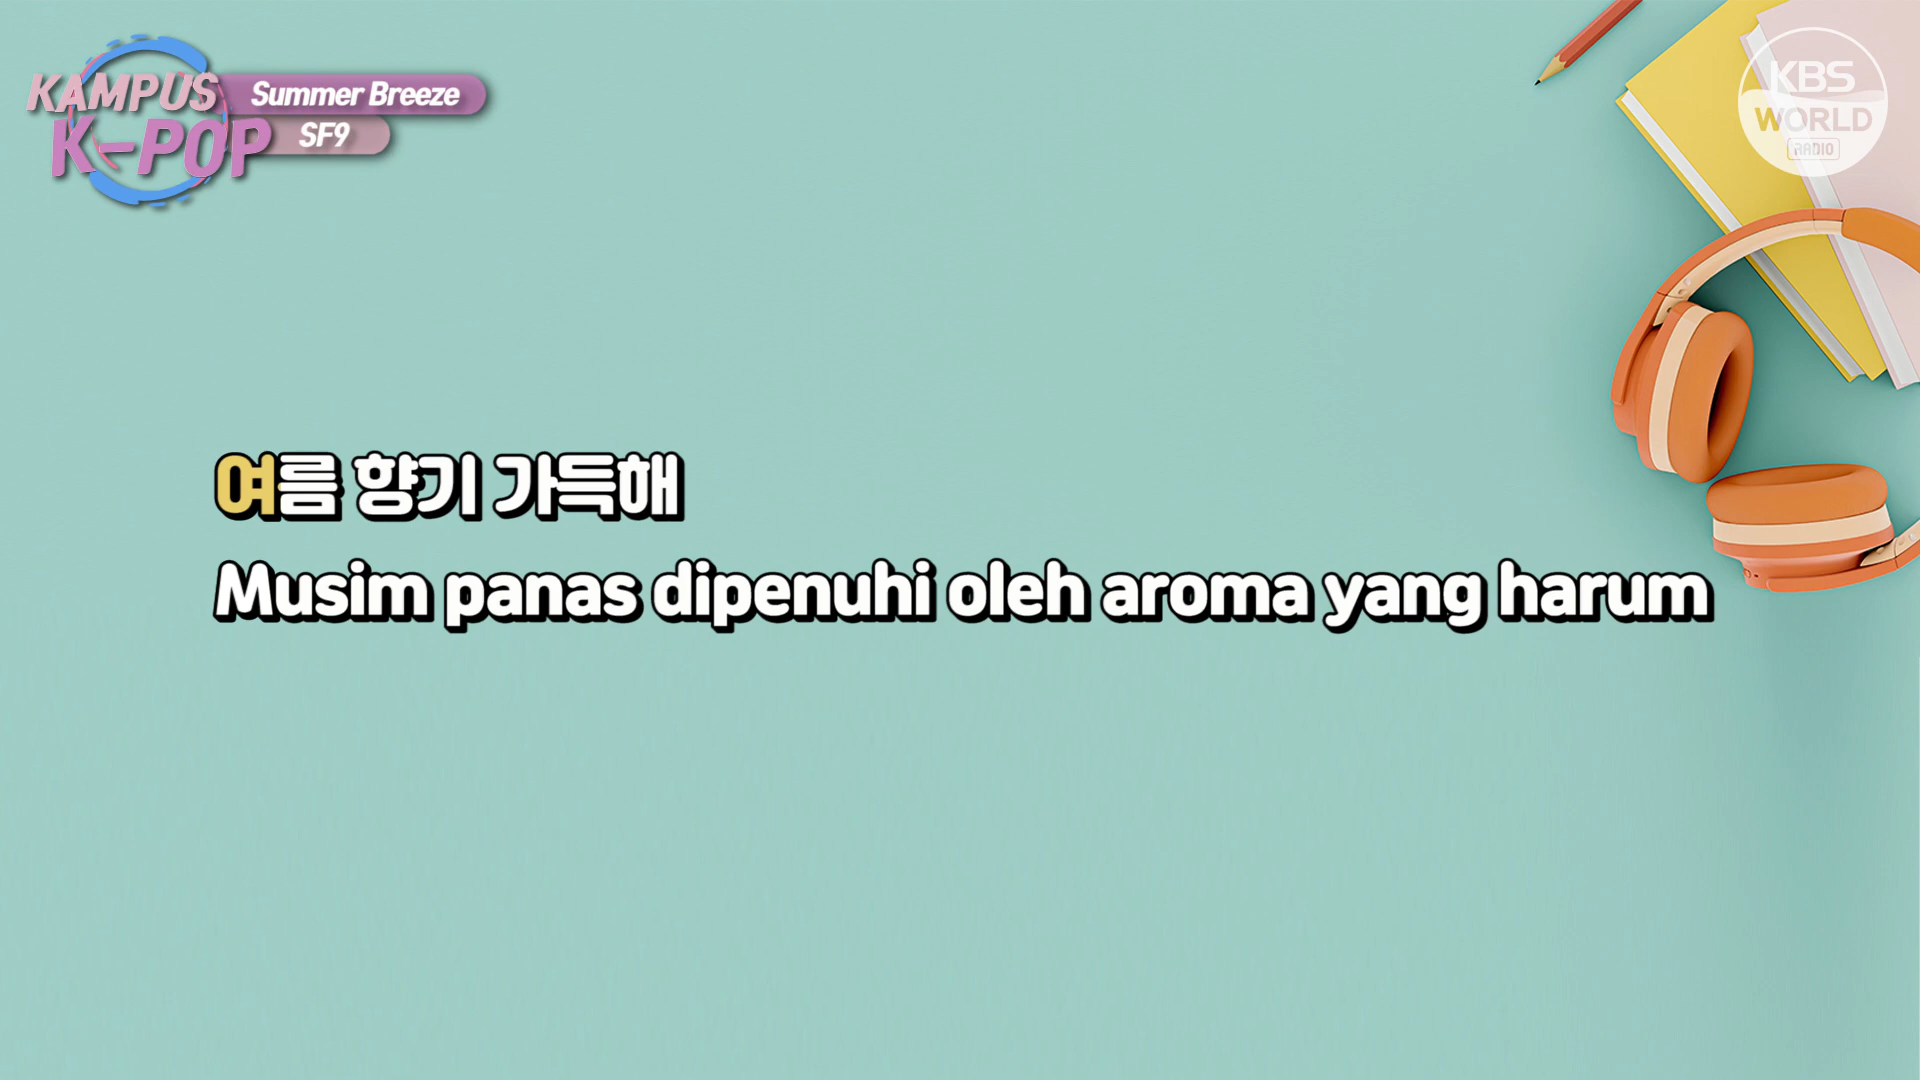 KAMPUS
K-POP
Summer Breeze
SF9
KBS
WORLD
RADIO
여름 향기 가득해
Musim panas dipenuhi oleh aroma yang harum